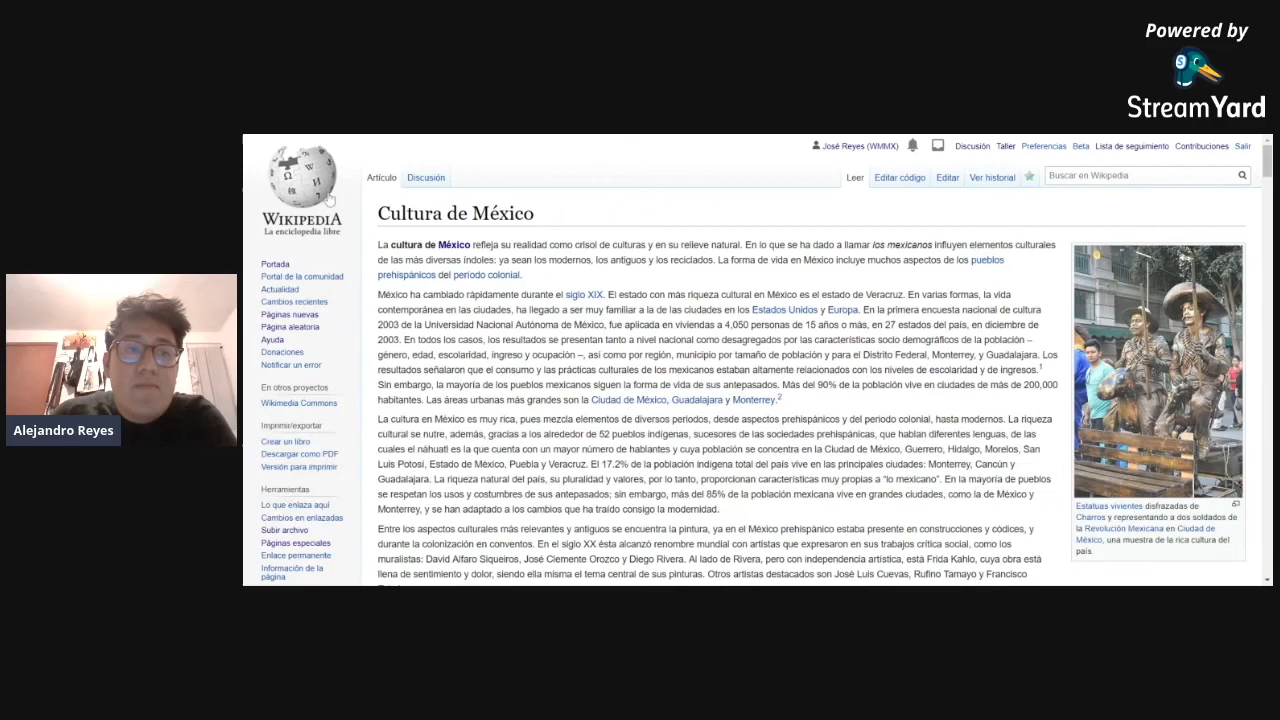 Powered by
StreamYard
José Reyes (WMMX) Discusión Taller Preferencias Beta Lista de seguimiento Contribuciones Salir
Artículo Discusión Leer Editar código Editar Ver historial Buscar en Wikipedia
WIKIPEDIA
La enciclopedia libre
Portada
Portal de la comunidad
Actualidad
Cambios recientes
Páginas nuevas
Página aleatoria
Ayuda
Donaciones
Notificar un error
En otros proyectos
Wikimedia Commons
Imprimir/exportar
Crear un libro
Descargar como PDF
Versión para imprimir
Herramientas
Lo que enlaza aquí
Cambios en enlazadas
Subir archivo
Páginas especiales
Enlace permanente
Información de la
página
Cultura de México
La cultura de México refleja su realidad como crisol de culturas y en su relieve natural. En lo que se ha dado a llamar los mexicanos influyen elementos culturales
de las más diversas índoles: ya sean los modernos, los antiguos y los reciclados. La forma de vida en México incluye muchos aspectos de los pueblos
prehispánicos del período colonial.
México ha cambiado rápidamente durante el siglo XIX. El estado con más riqueza cultural en México es el estado de Veracruz. En varias formas, la vida
contemporánea en las ciudades, ha llegado a ser muy familiar a la de las ciudades en los Estados Unidos y Europa. En la primera encuesta nacional de cultura
2003 de la Universidad Nacional Autónoma de México, fue aplicada en viviendas a 4,050 personas de 15 años o más, en 27 estados del país, en diciembre de
2003. En todos los casos, los resultados se presentan tanto a nivel nacional como desagregados por las características socio demográficos de la población –
género, edad, escolaridad, ingreso y ocupación –, así como por región, municipio por tamaño de población y para el Distrito Federal, Monterrey, y Guadalajara. Los
resultados señalaron que el consumo y las prácticas culturales de los mexicanos estaban altamente relacionados con los niveles de escolaridad y de ingresos.1
Sin embargo, la mayoría de los pueblos mexicanos siguen la forma de vida de sus antepasados. Más del 90% de la población vive en ciudades de más de 200,000
habitantes. Las áreas urbanas más grandes son la Ciudad de México, Guadalajara y Monterrey.2
La cultura en México es muy rica, pues mezcla elementos de diversos periodos, desde aspectos prehispánicos y del periodo colonial, hasta modernos. La riqueza
cultural se nutre, además, gracias a los alrededor de 52 pueblos indígenas, sucesores de las sociedades prehispánicas, que hablan diferentes lenguas, de las
cuales el náhuatl es la que cuenta con un mayor número de hablantes y cuya población se concentra en la Ciudad de México, Guerrero, Hidalgo, Morelos, San
Luis Potosí, Estado de México, Puebla y Veracruz. El 17.2% de la población indígena total del país vive en las principales ciudades: Monterrey, Cancún y
Guadalajara. La riqueza natural del país, su pluralidad y valores, por lo tanto, proporcionan características muy propias a “lo mexicano”. En la mayoría de pueblos
se respetan los usos y costumbres de sus antepasados; sin embargo, más del 85% de la población mexicana vive en grandes ciudades, como la de México y
Monterrey, y se han adaptado a los cambios que ha traído consigo la modernidad.
Entre los aspectos culturales más relevantes y antiguos se encuentra la pintura, ya en el México prehispánico estaba presente en construcciones y códices, y
durante la colonización en conventos. En el siglo XX ésta alcanzó renombre mundial con artistas que expresaron en sus trabajos crítica social, como los
muralistas: David Alfaro Siqueiros, José Clemente Orozco y Diego Rivera. Al lado de Rivera, pero con independencia artística, está Frida Kahlo, cuya obra está
llena de sentimiento y dolor, siendo ella misma el tema central de sus pinturas. Otros artistas destacados son José Luis Cuevas, Rufino Tamayo y Francisco
Estatuas vivientes disfrazadas de
Charros y representando a dos soldados de
la Revolución Mexicana en Ciudad de
México, una muestra de la rica cultura del
país.
Alejandro Reyes